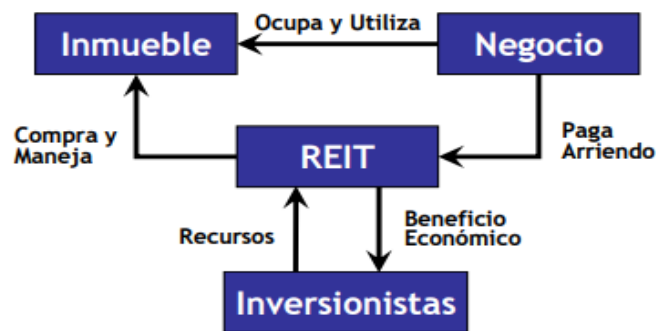 Ocupa y Utiliza
Inmueble
Negocio
Compra y
Maneja
Paga
Arriendo
REIT
Recursos
Beneficio
Económico
Inversionistas